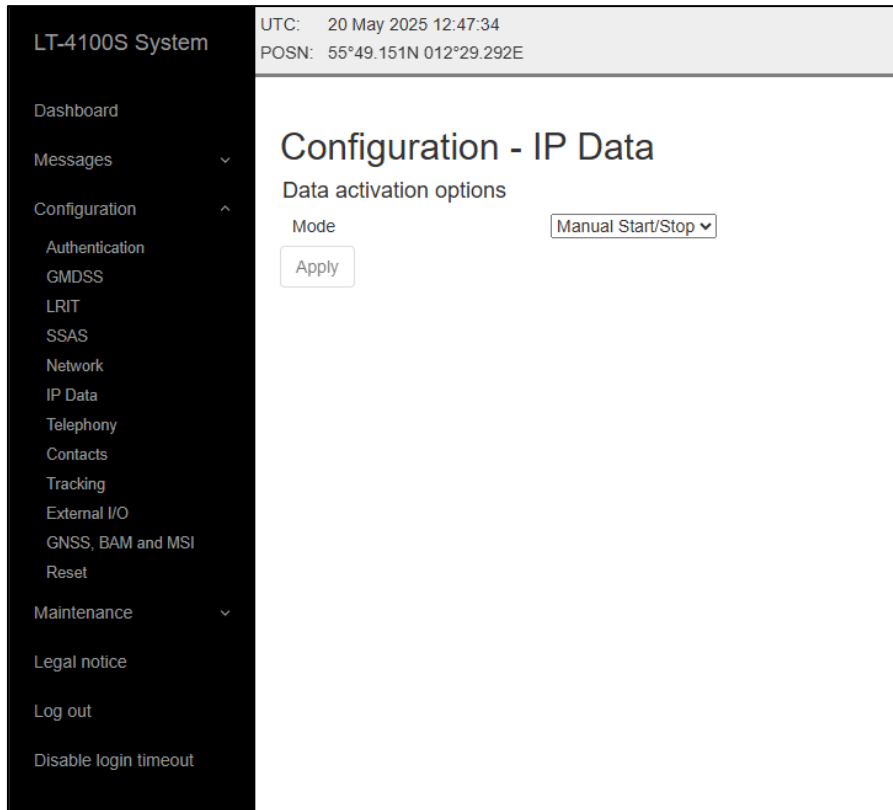 LT-4100S System
UTC: 20 May 2025 12:47:34
POSN: 55°49.151N 012°29.292E
Dashboard
Messages
Configuration
Authentication
GMDSS
LRIT
SSAS
Network
IP Data
Telephony
Contacts
Tracking
External I/O
GNSS, BAM and MSI
Reset
Maintenance
Legal notice
Log out
Disable login timeout
Configuration - IP Data
Data activation options
Mode Manual Start/Stop
Apply